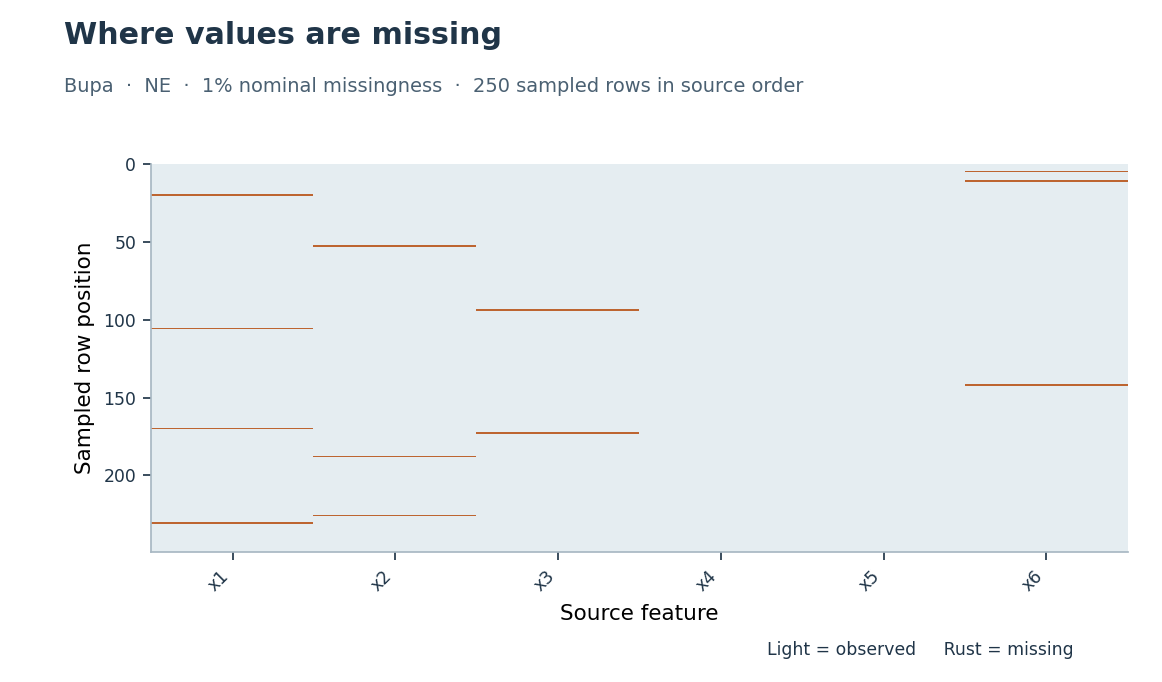 Where values are missing
Bupa · NE · 1% nominal missingness · 250 sampled rows in source order
0
50
100
150
200
Sampled row position
x1
x2
x3
x4
x5
x6
Source feature
Light = observed Rust = missing